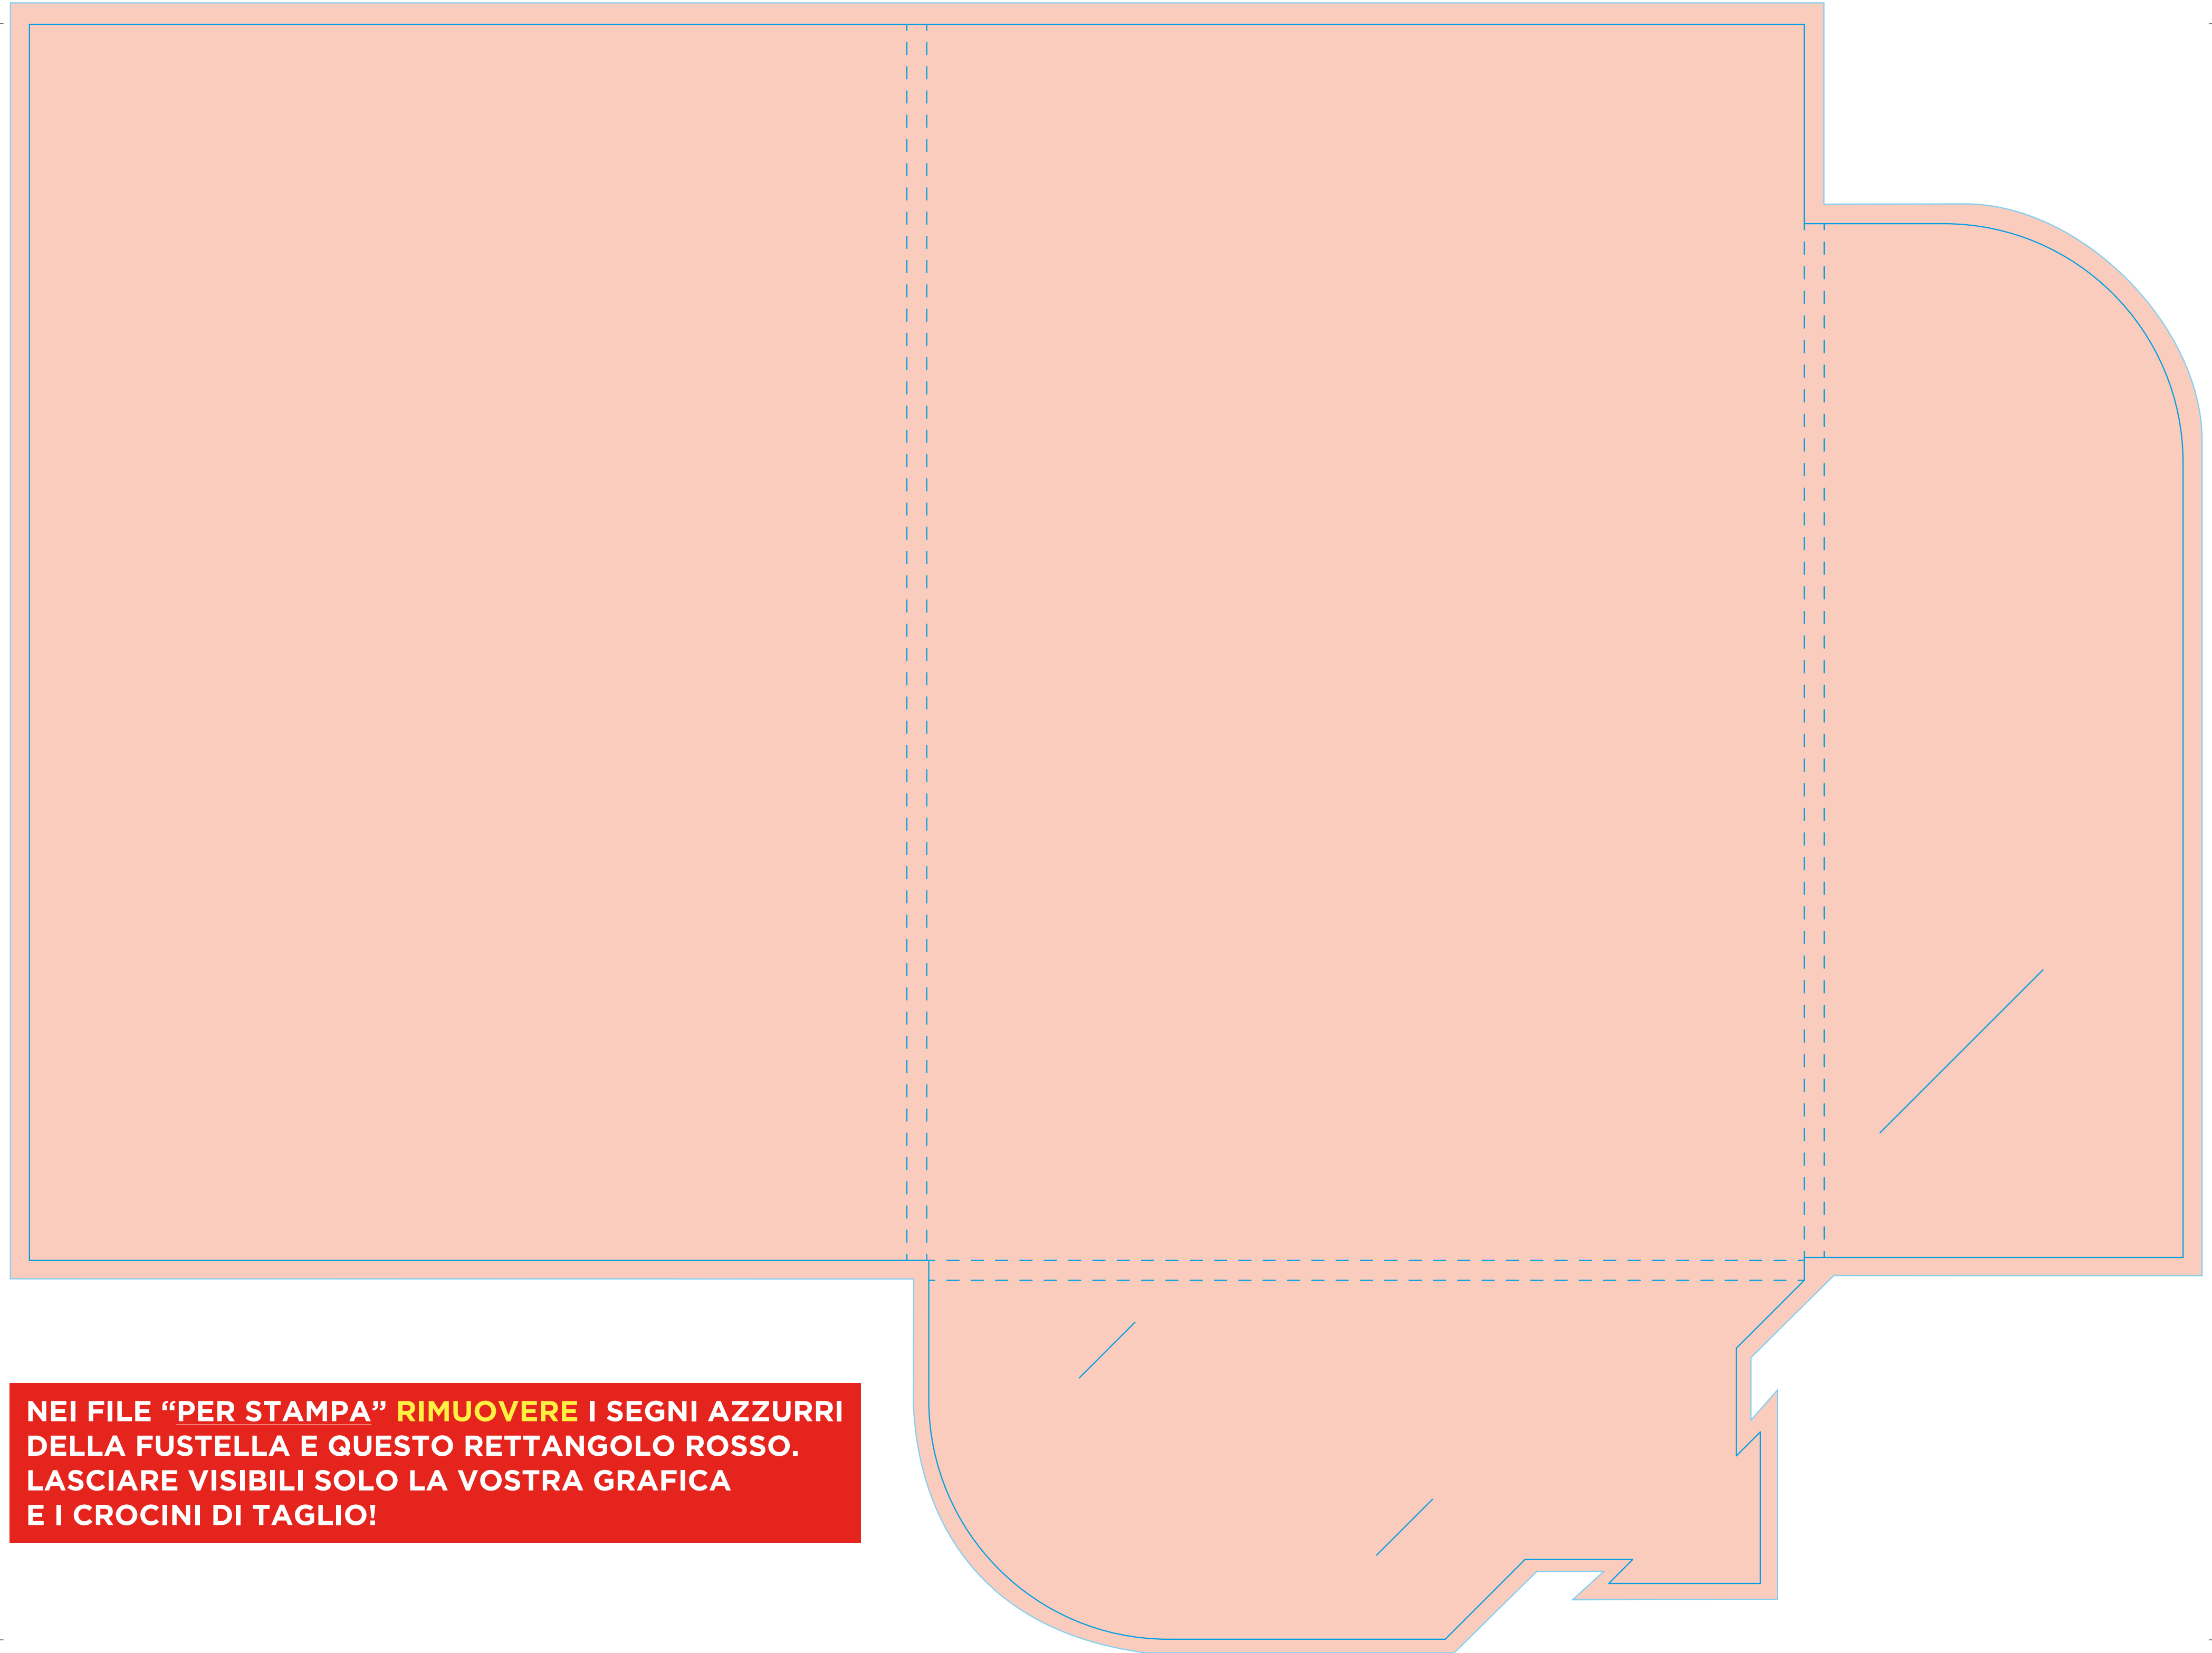 NEI FILE “PER STAMPA” RIMUOVERE I SEGNI AZZURRI
DELLA FUSTELLA E QUESTO RETTANGOLO ROSSO.
LASCIARE VISIBILI SOLO LA VOSTRA GRAFICA
E I CROCINI DI TAGLIO!